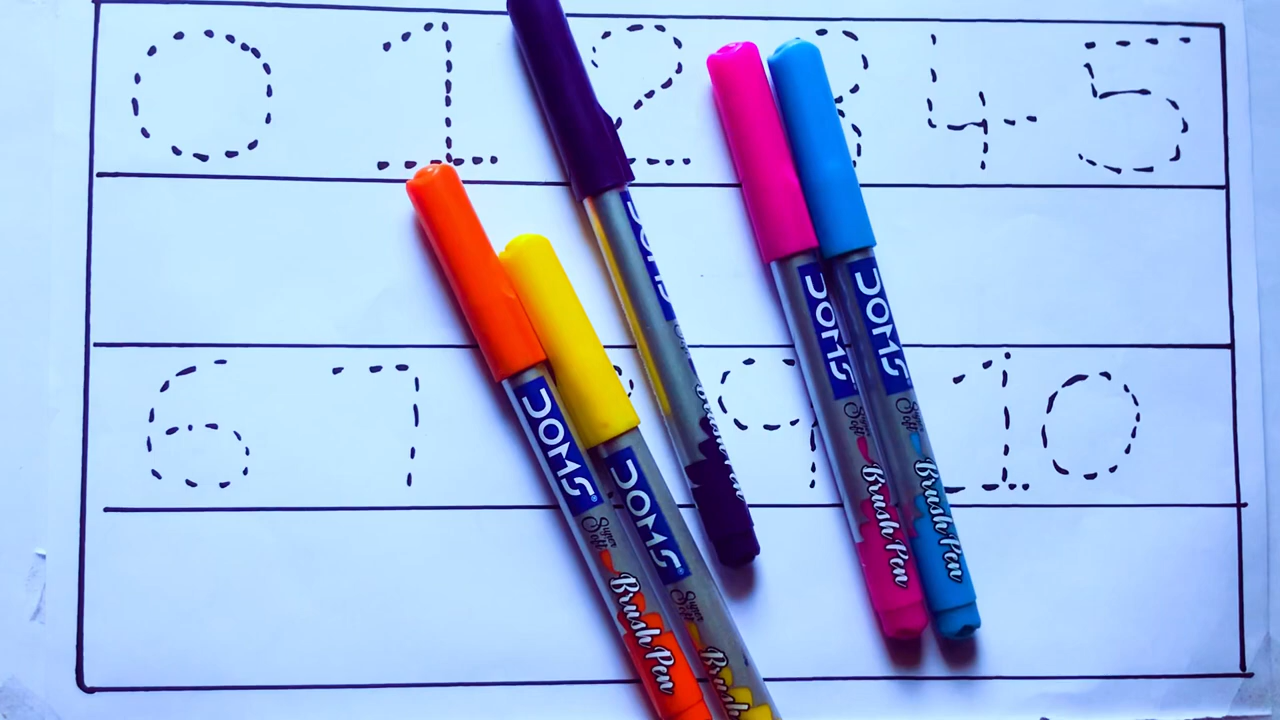 0 1 2 3 4 5
6 7 9 10
DOMS® Super Soft Brush Pen
DOMS® Super Soft Brush
DOMS Brush Pen
DOMS Super Soft Brush Pen
DOMS Super Soft Brush Pen